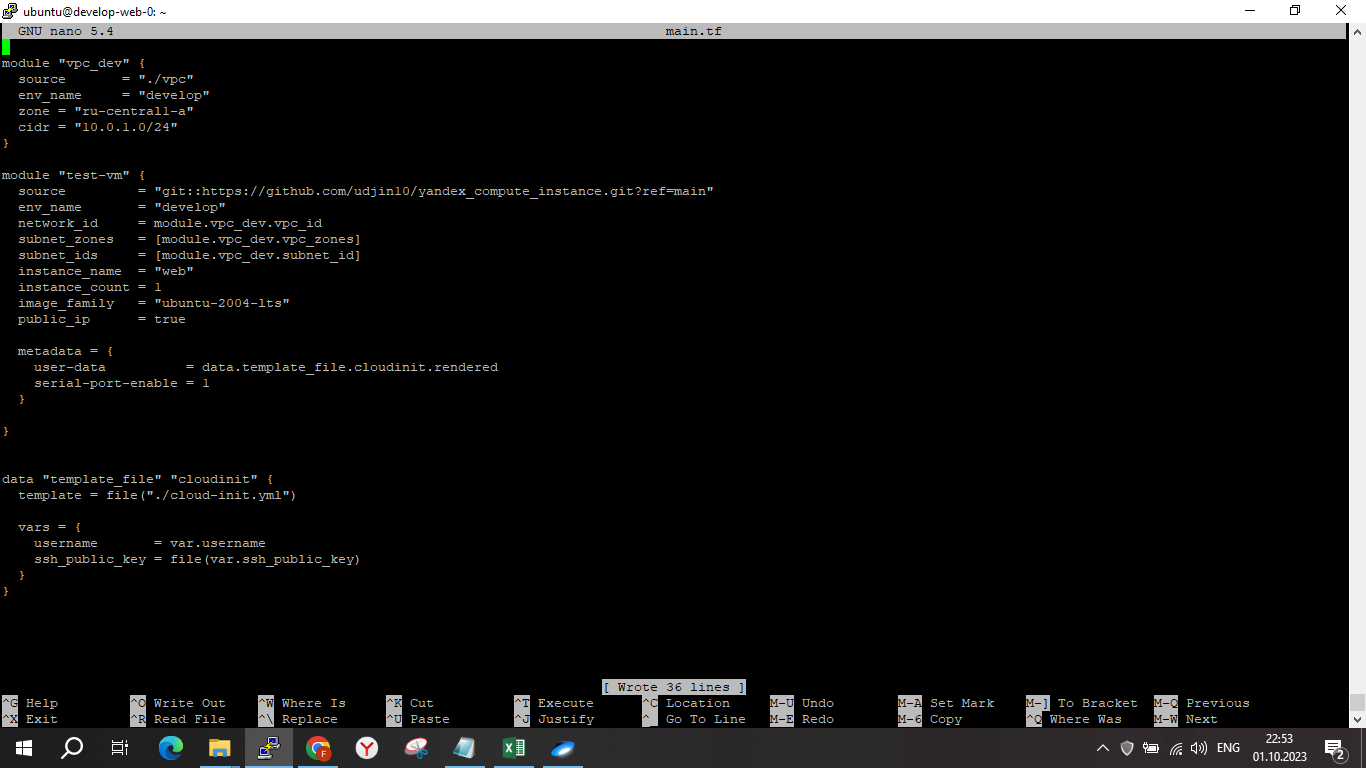 ubuntu@develop-web-0: ~
GNU nano 5.4 main.tf
module "vpc_dev" {
  source       = "./vpc"
  env_name     = "develop"
  zone = "ru-central1-a"
  cidr = "10.0.1.0/24"
}
module "test-vm" {
  source         = "git::https://github.com/udjin10/yandex_compute_instance.git?ref=main"
  env_name       = "develop"
  network_id     = module.vpc_dev.vpc_id
  subnet_zones   = [module.vpc_dev.vpc_zones]
  subnet_ids     = [module.vpc_dev.subnet_id]
  instance_name  = "web"
  instance_count = 1
  image_family   = "ubuntu-2004-lts"
  public_ip      = true
  metadata = {
    user-data          = data.template_file.cloudinit.rendered
    serial-port-enable = 1
  }
}
data "template_file" "cloudinit" {
  template = file("./cloud-init.yml")
  vars = {
    username       = var.username
    ssh_public_key = file(var.ssh_public_key)
  }
}
[ Wrote 36 lines ]
^G Help ^O Write Out ^W Where Is ^K Cut ^T Execute ^C Location M-U Undo M-A Set Mark M-] To Bracket M-Q Previous
^X Exit ^R Read File ^\ Replace ^U Paste ^J Justify ^_ Go To Line M-E Redo M-6 Copy ^Q Where Was M-W Next
ENG
22:53
01.10.2023
2